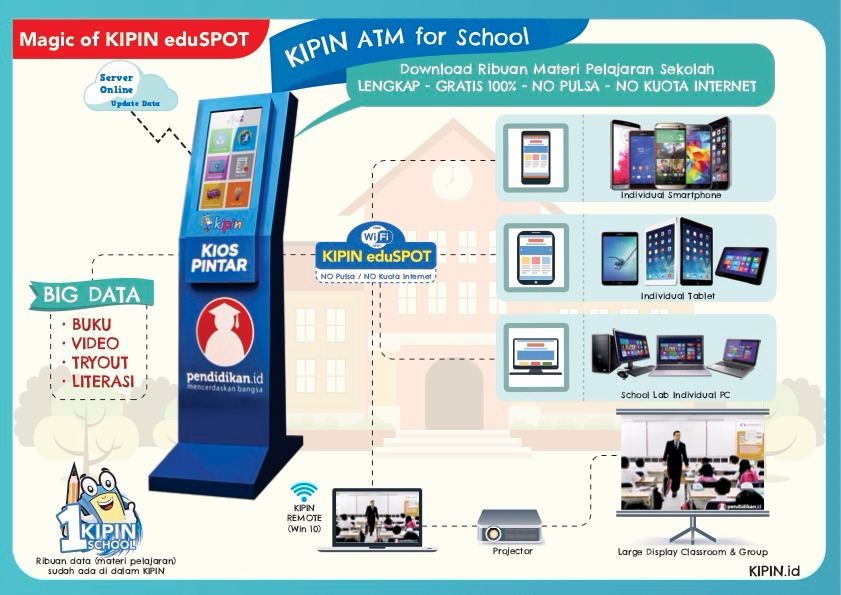 Magic of KIPIN eduSPOT
KIPIN ATM for School
Download Ribuan Materi Pelajaran Sekolah
LENGKAP - GRATIS 100% - NO PULSA - NO KUOTA INTERNET
Server
Online
Update Data
kipin
KIOS
PINTAR
pendidikan.id
mencerdaskan bangsa
BIG DATA
· BUKU
· VIDEO
· TRYOUT
· LITERASI
WiFi
KIPIN eduSPOT
NO Pulsa / NO Kuota Internet
Individual Smartphone
Individual Tablet
School Lab Individual PC
1 KIPIN
SCHOOL
Ribuan data (materi pelajaran)
sudah ada di dalam KIPIN
KIPIN
REMOTE
(Win 10)
Projector
pendidikan.id
Large Display Classroom & Group
KIPIN.id